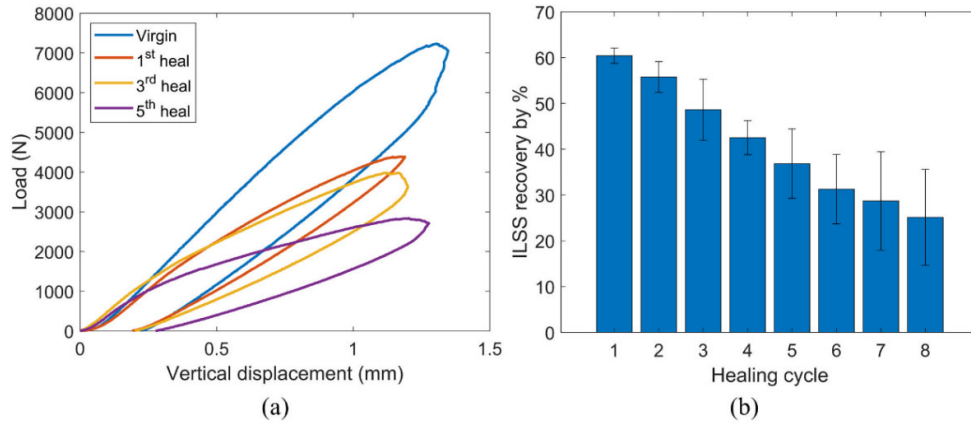 8000
7000
6000
5000
4000
3000
2000
1000
0
Load (N)
Virgin
1st heal
3rd heal
5th heal
0 0.5 1 1.5
Vertical displacement (mm)
(a)
70
60
50
40
30
20
10
0
ILSS recovery by %
1 2 3 4 5 6 7 8
Healing cycle
(b)